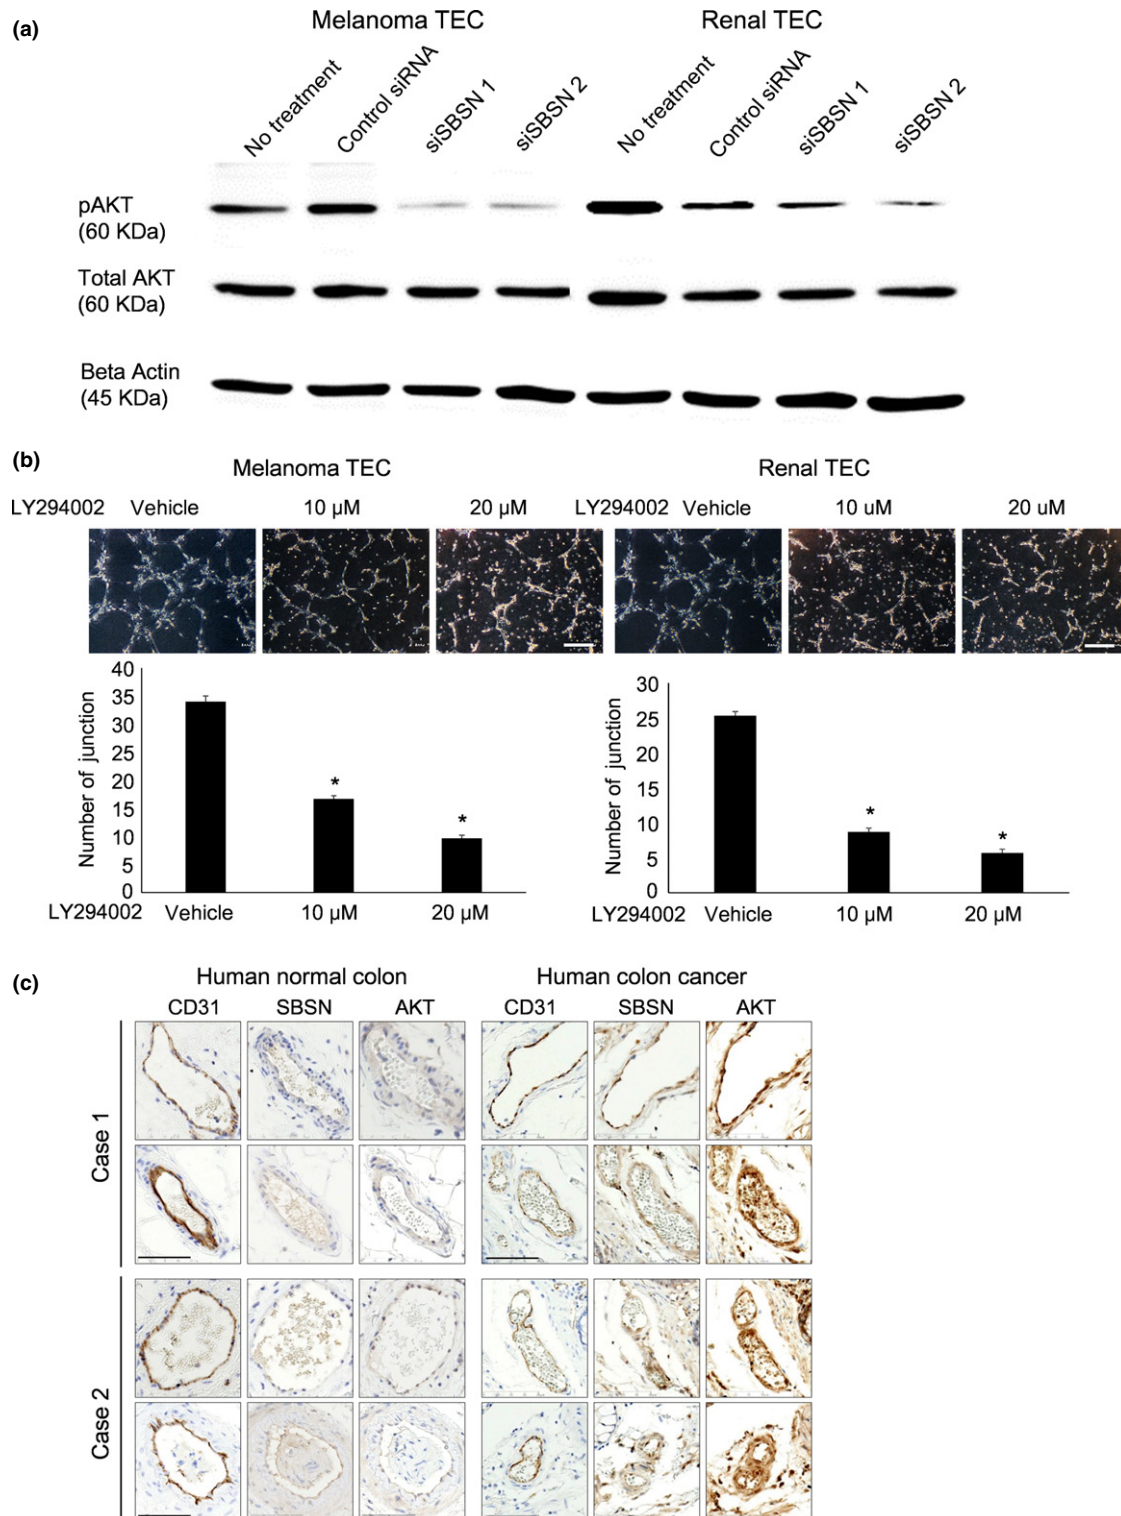 (a)
Melanoma TEC Renal TEC
No treatment Control siRNA siSBSN 1 siSBSN 2 No treatment Control siRNA siSBSN 1 siSBSN 2
pAKT
(60 KDa)
Total AKT
(60 KDa)
Beta Actin
(45 KDa)
(b)
Melanoma TEC Renal TEC
LY294002 Vehicle 10 µM 20 µM LY294002 Vehicle 10 uM 20 uM
Number of junction
40
35
30
25
20
15
10
5
0
*
*
LY294002 Vehicle 10 µM 20 µM
Number of junction
30
25
20
15
10
5
0
*
*
LY294002 Vehicle 10 µM 20 µM
(c)
Human normal colon Human colon cancer
CD31 SBSN AKT CD31 SBSN AKT
Case 1
Case 2